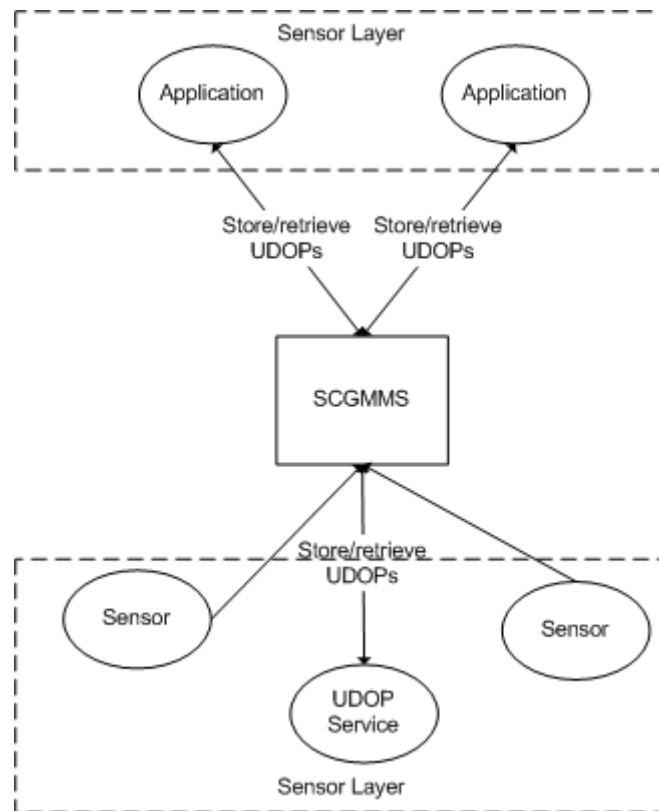 Sensor Layer
Application
Application
Store/retrieve
UDOPs
Store/retrieve
UDOPs
SCGMMS
Store/retrieve
UDOPs
Sensor
Sensor
UDOP
Service
Sensor Layer